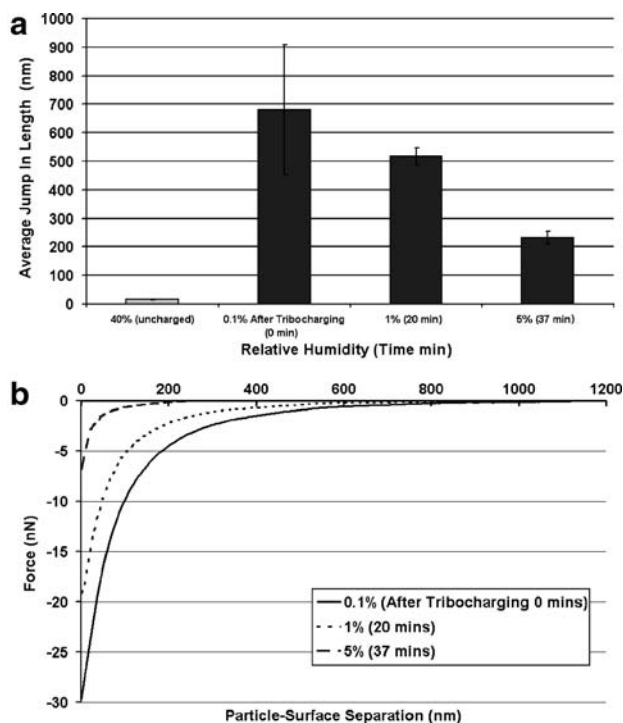 a
1000
900
800
700
600
500
400
300
200
100
0
Average Jump In Length (nm)
40% (uncharged)
0.1% After Tribocharging
(0 min)
1% (20 min)
5% (37 min)
Relative Humidity (Time min)
b
0 200 400 600 800 1000 1200
0
-5
-10
-15
-20
-25
-30
Force (nN)
0.1% (After Tribocharging 0 mins)
1% (20 mins)
5% (37 mins)
Particle-Surface Separation (nm)